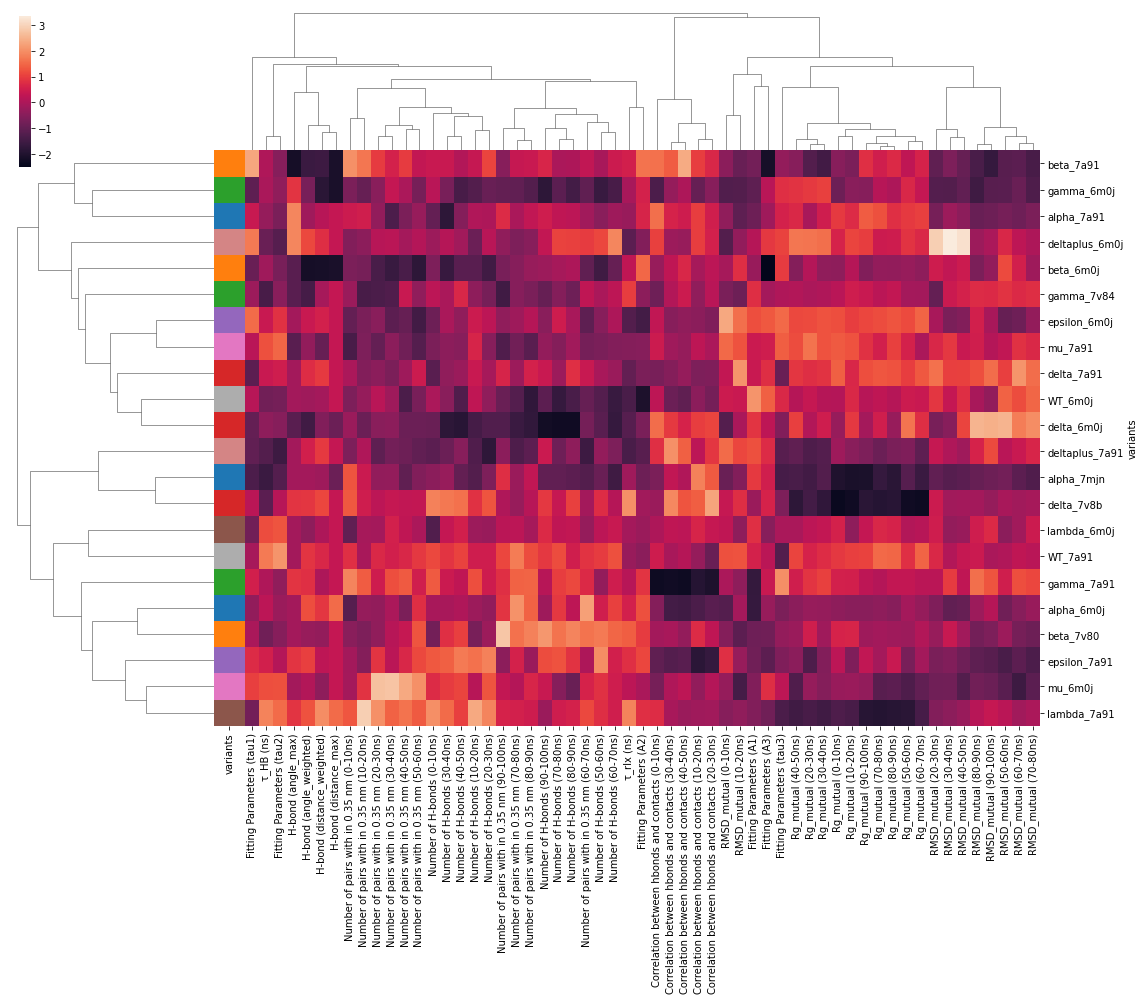 3
2
1
0
−1
−2
beta_7a91
gamma_6m0j
alpha_7a91
deltaplus_6m0j
beta_6m0j
gamma_7v84
epsilon_6m0j
mu_7a91
delta_7a91
WT_6m0j
delta_6m0j
deltaplus_7a91
alpha_7mjn
delta_7v8b
lambda_6m0j
WT_7a91
gamma_7a91
alpha_6m0j
beta_7v80
epsilon_7a91
mu_6m0j
lambda_7a91
variants
variants
Fitting Parameters (tau1)
τ_HB (ns)
Fitting Parameters (tau2)
H-bond (angle_max)
H-bond (angle_weighted)
H-bond (distance_weighted)
H-bond (distance_max)
Number of pairs with in 0.35 nm (0-10ns)
Number of pairs with in 0.35 nm (10-20ns)
Number of pairs with in 0.35 nm (20-30ns)
Number of pairs with in 0.35 nm (30-40ns)
Number of pairs with in 0.35 nm (40-50ns)
Number of pairs with in 0.35 nm (50-60ns)
Number of H-bonds (0-10ns)
Number of H-bonds (30-40ns)
Number of H-bonds (40-50ns)
Number of H-bonds (10-20ns)
Number of H-bonds (20-30ns)
Number of pairs with in 0.35 nm (90-100ns)
Number of pairs with in 0.35 nm (70-80ns)
Number of pairs with in 0.35 nm (80-90ns)
Number of H-bonds (90-100ns)
Number of H-bonds (70-80ns)
Number of H-bonds (80-90ns)
Number of pairs with in 0.35 nm (60-70ns)
Number of H-bonds (50-60ns)
Number of H-bonds (60-70ns)
τ_rlx (ns)
Fitting Parameters (A2)
Correlation between hbonds and contacts (0-10ns)
Correlation between hbonds and contacts (30-40ns)
Correlation between hbonds and contacts (40-50ns)
Correlation between hbonds and contacts (10-20ns)
Correlation between hbonds and contacts (20-30ns)
RMSD_mutual (0-10ns)
RMSD_mutual (10-20ns)
Fitting Parameters (A1)
Fitting Parameters (A3)
Fitting Parameters (tau3)
Rg_mutual (40-50ns)
Rg_mutual (20-30ns)
Rg_mutual (30-40ns)
Rg_mutual (0-10ns)
Rg_mutual (10-20ns)
Rg_mutual (90-100ns)
Rg_mutual (70-80ns)
Rg_mutual (80-90ns)
Rg_mutual (50-60ns)
Rg_mutual (60-70ns)
RMSD_mutual (20-30ns)
RMSD_mutual (30-40ns)
RMSD_mutual (40-50ns)
RMSD_mutual (80-90ns)
RMSD_mutual (90-100ns)
RMSD_mutual (50-60ns)
RMSD_mutual (60-70ns)
RMSD_mutual (70-80ns)